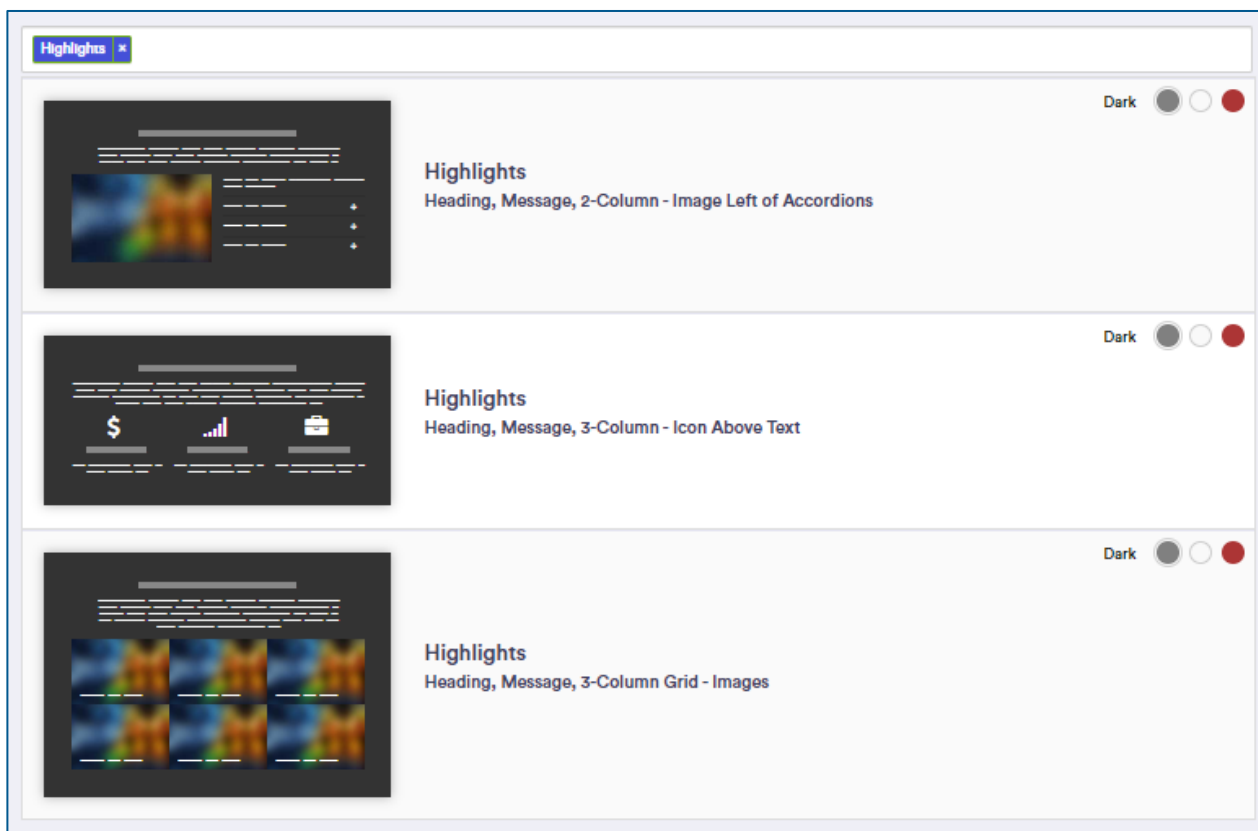 Highlights ×
Dark
Highlights
Heading, Message, 2-Column - Image Left of Accordions
Dark
Highlights
Heading, Message, 3-Column - Icon Above Text
Dark
Highlights
Heading, Message, 3-Column Grid - Images